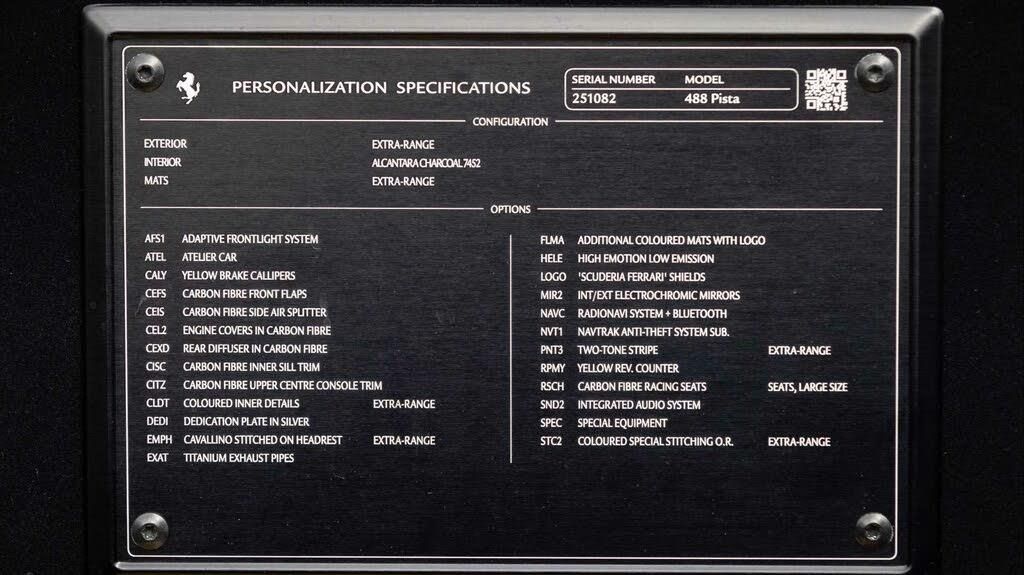 PERSONALIZATION SPECIFICATIONS
SERIAL NUMBER MODEL
251082 488 Pista
CONFIGURATION
EXTERIOR EXTRA-RANGE
INTERIOR ALCANTARA CHARCOAL 7452
MATS EXTRA-RANGE
OPTIONS
AFS1 ADAPTIVE FRONTLIGHT SYSTEM
ATEL ATELIER CAR
CALY YELLOW BRAKE CALLIPERS
CEFS CARBON FIBRE FRONT FLAPS
CEIS CARBON FIBRE SIDE AIR SPLITTER
CEL2 ENGINE COVERS IN CARBON FIBRE
CEXD REAR DIFFUSER IN CARBON FIBRE
CISC CARBON FIBRE INNER SILL TRIM
CITZ CARBON FIBRE UPPER CENTRE CONSOLE TRIM
CLDT COLOURED INNER DETAILS EXTRA-RANGE
DEDI DEDICATION PLATE IN SILVER
EMPH CAVALLINO STITCHED ON HEADREST EXTRA-RANGE
EXAT TITANIUM EXHAUST PIPES
FLMA ADDITIONAL COLOURED MATS WITH LOGO
HELE HIGH EMOTION LOW EMISSION
LOGO 'SCUDERIA FERRARI' SHIELDS
MIR2 INT/EXT ELECTROCHROMIC MIRRORS
NAVC RADIONAVI SYSTEM + BLUETOOTH
NVT1 NAVTRAK ANTI-THEFT SYSTEM SUB.
PNT3 TWO-TONE STRIPE EXTRA-RANGE
RPMY YELLOW REV. COUNTER
RSCH CARBON FIBRE RACING SEATS SEATS, LARGE SIZE
SND2 INTEGRATED AUDIO SYSTEM
SPEC SPECIAL EQUIPMENT
STC2 COLOURED SPECIAL STITCHING O.R. EXTRA-RANGE